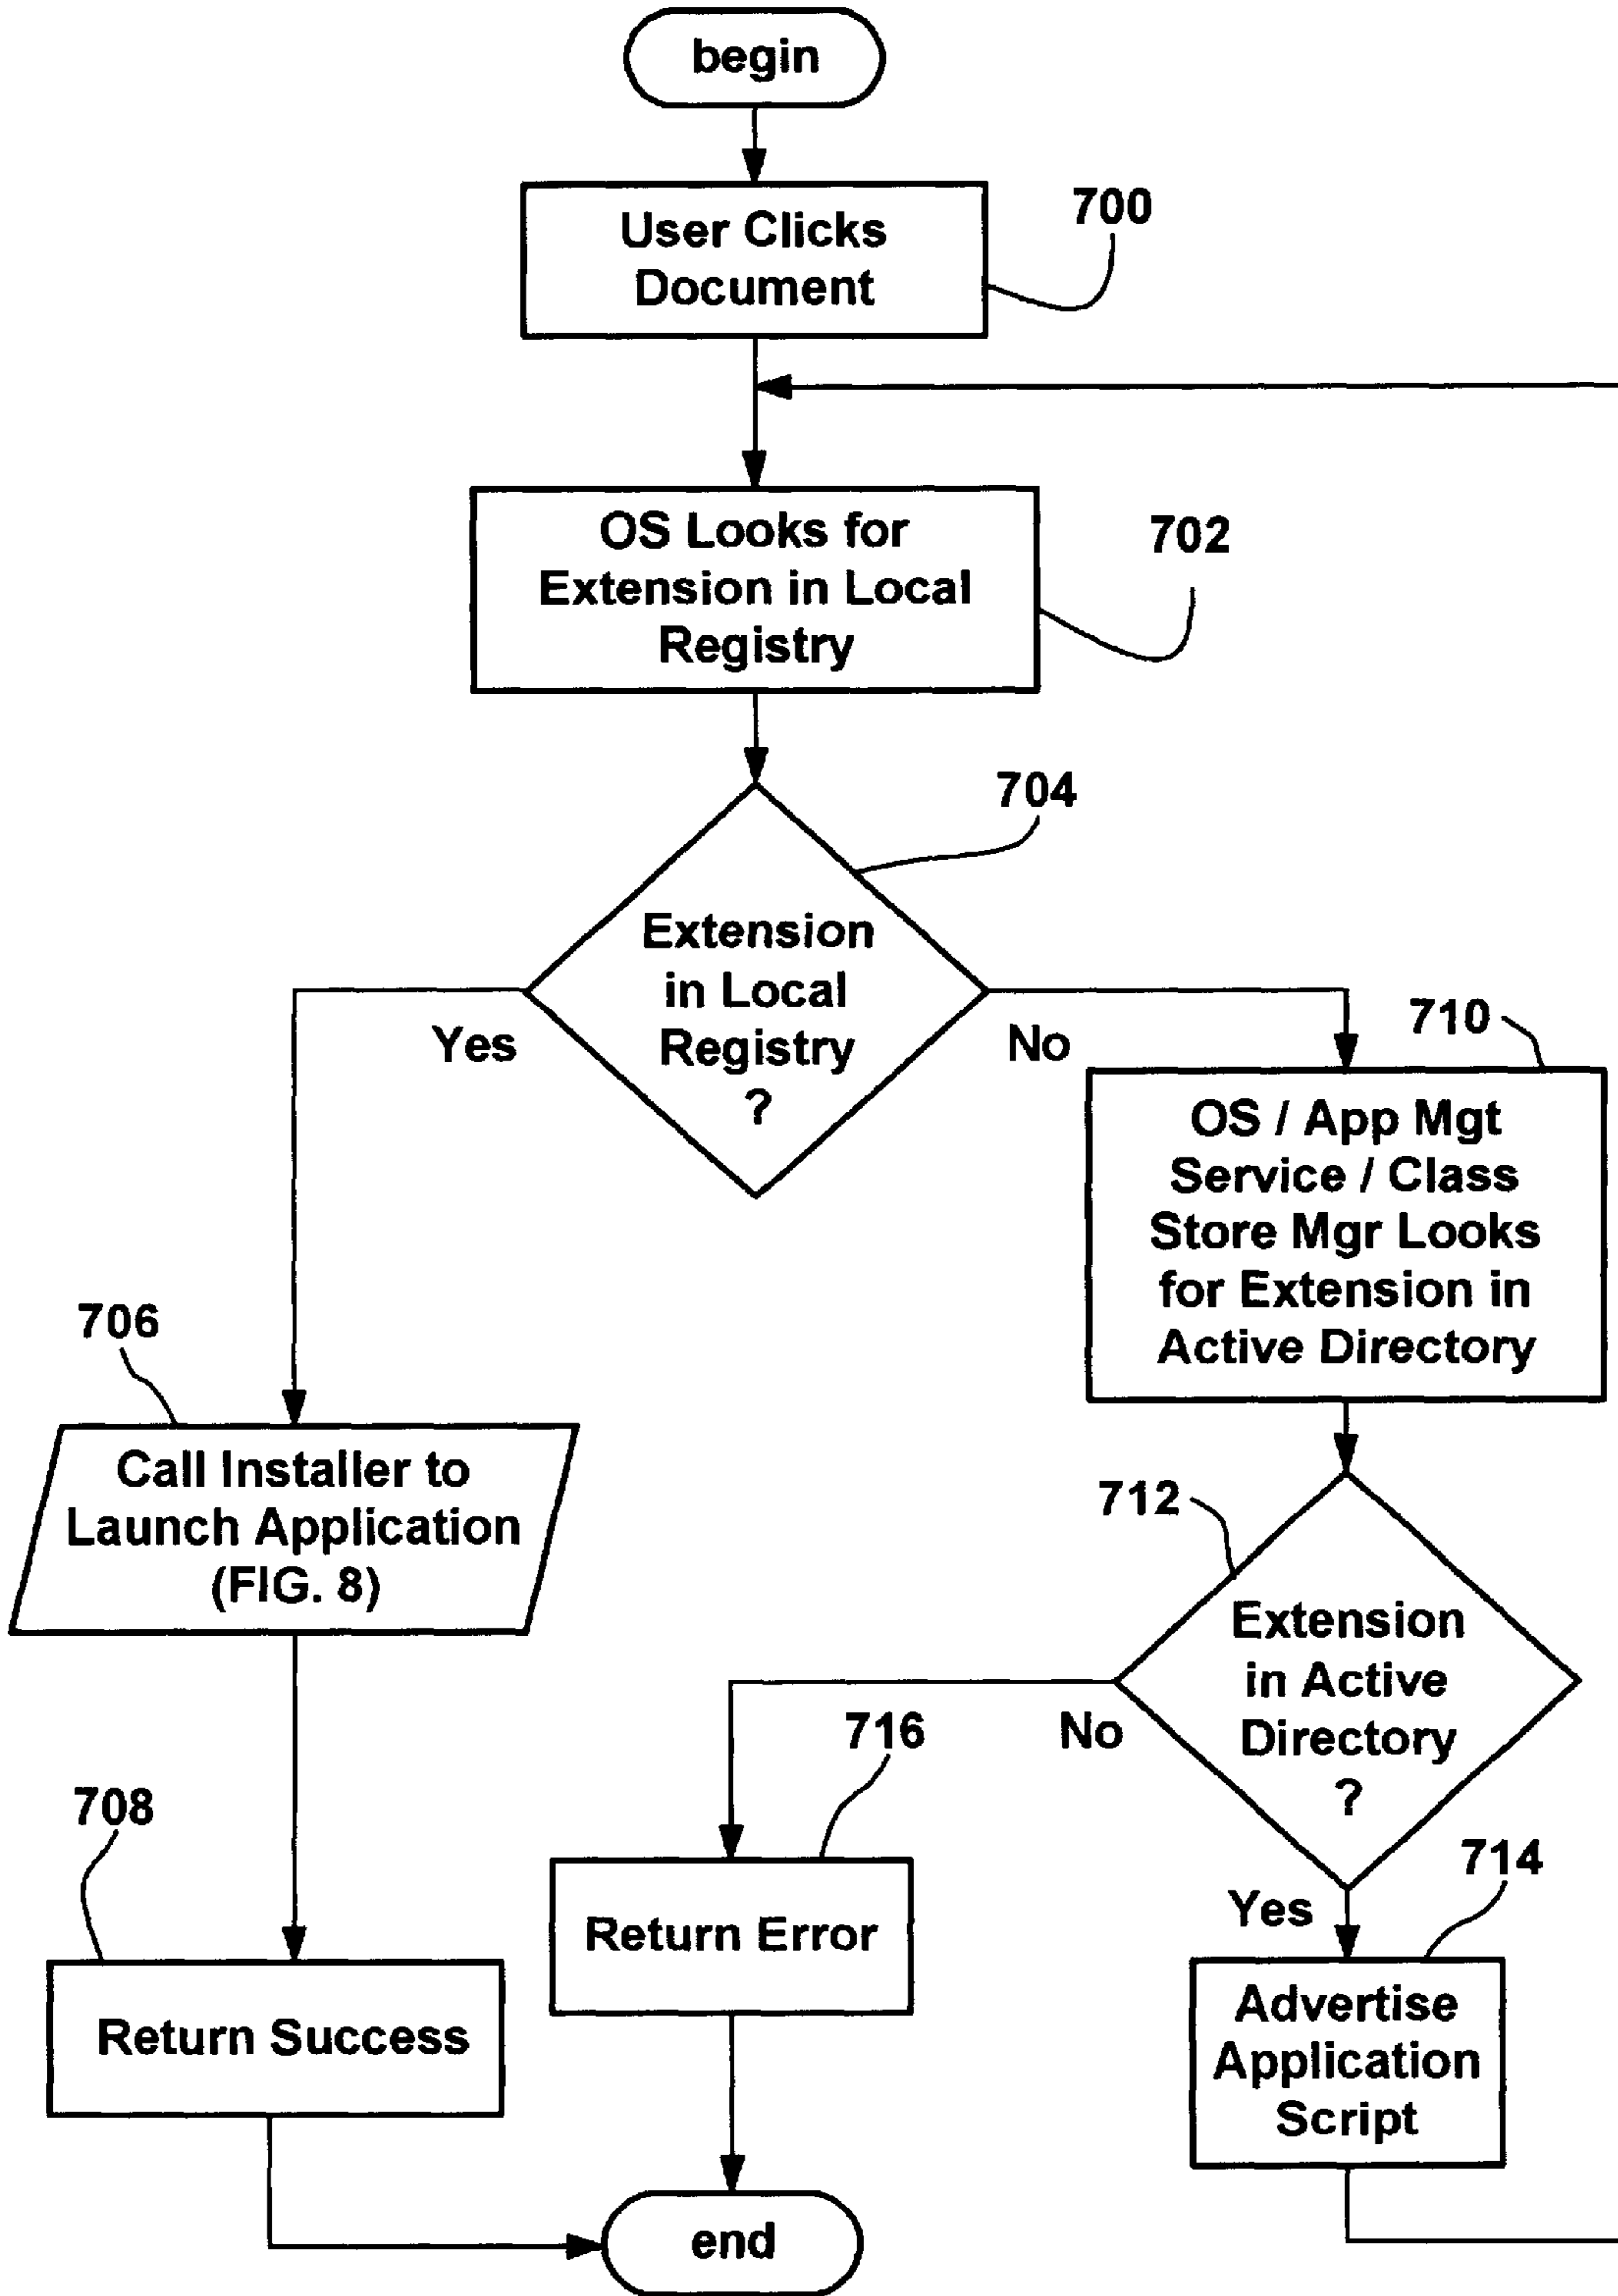 begin
User Clicks
Document
700
OS Looks for
Extension in Local
Registry
702
704
Extension
in Local
Registry
?
Yes
No
710
OS / App Mgt
Service / Class
Store Mgr Looks
for Extension in
Active Directory
706
Call Installer to
Launch Application
(FIG. 8)
712
Extension
in Active
Directory
?
No
716
708
Return Error
Yes
714
Return Success
Advertise
Application
Script
end